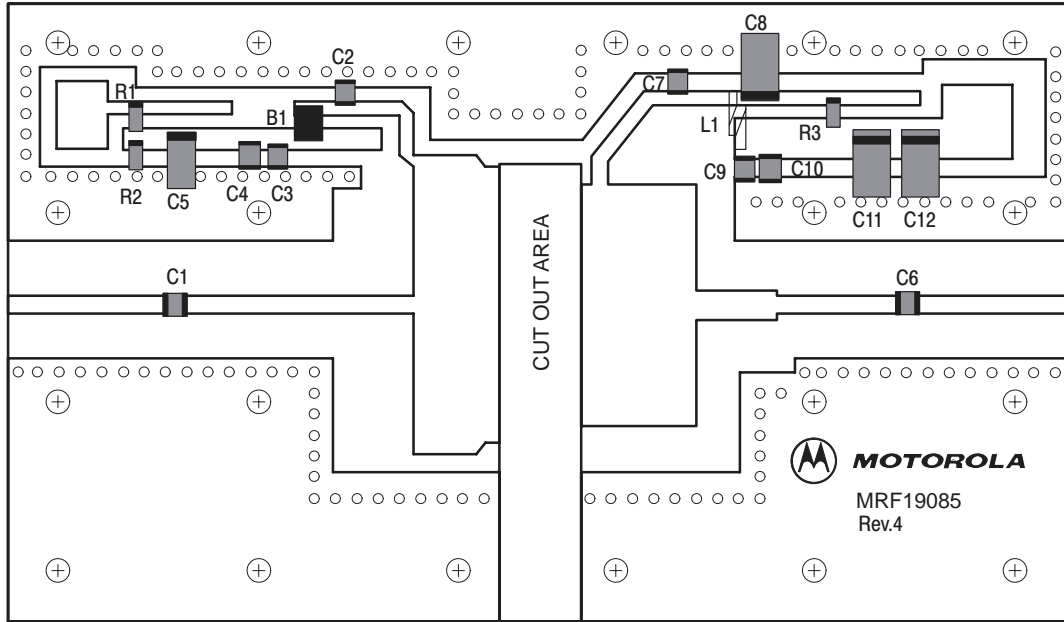 C8
C2
C7
R1
B1
L1
R3
R2
C5
C4
C3
C9
C10
C11
C12
C1
C6
CUT OUT AREA
MOTOROLA
MRF19085
Rev.4